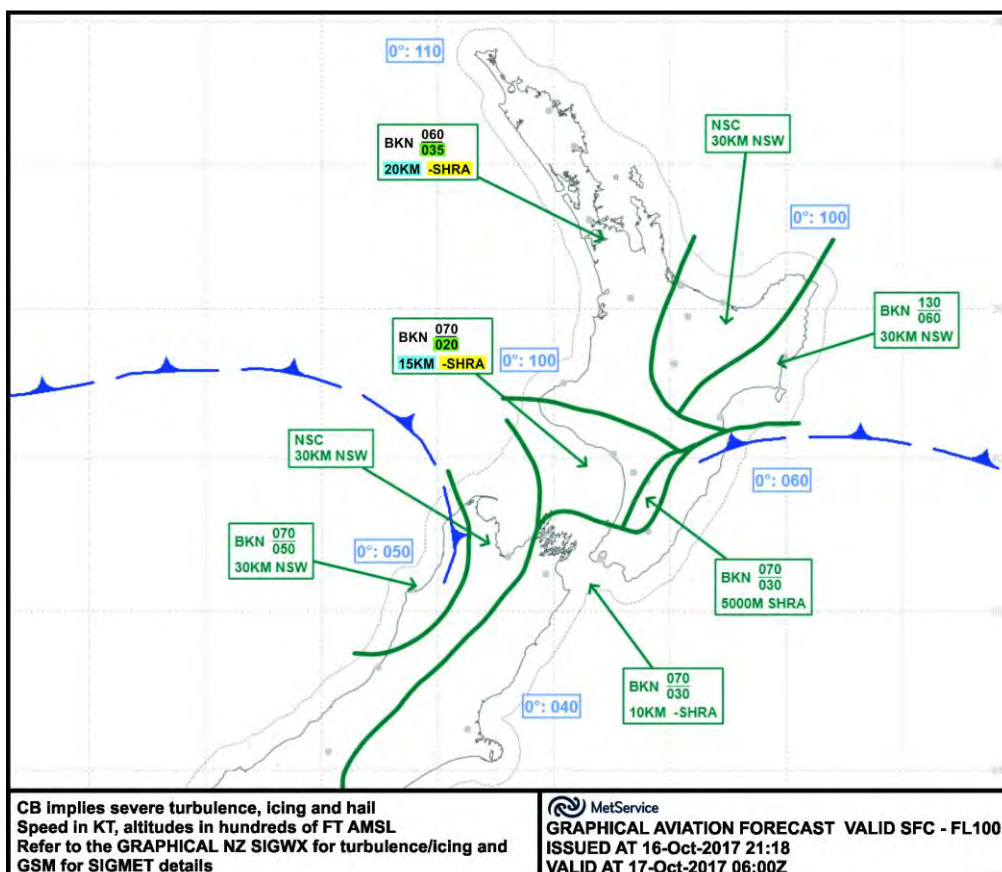 0°: 110
BKN 060
035
20KM -SHRA
NSC
30KM NSW
0°: 100
BKN 130
060
30KM NSW
BKN 070
020
15KM -SHRA
0°: 100
NSC
30KM NSW
0°: 060
BKN 070
050
30KM NSW
0°: 050
BKN 070
030
5000M SHRA
BKN 070
030
10KM -SHRA
0°: 040
CB implies severe turbulence, icing and hail
Speed in KT, altitudes in hundreds of FT AMSL
Refer to the GRAPHICAL NZ SIGWX for turbulence/icing and
GSM for SIGMET details
MetService
GRAPHICAL AVIATION FORECAST VALID SFC - FL100
ISSUED AT 16-Oct-2017 21:18
VALID AT 17-Oct-2017 06:00Z